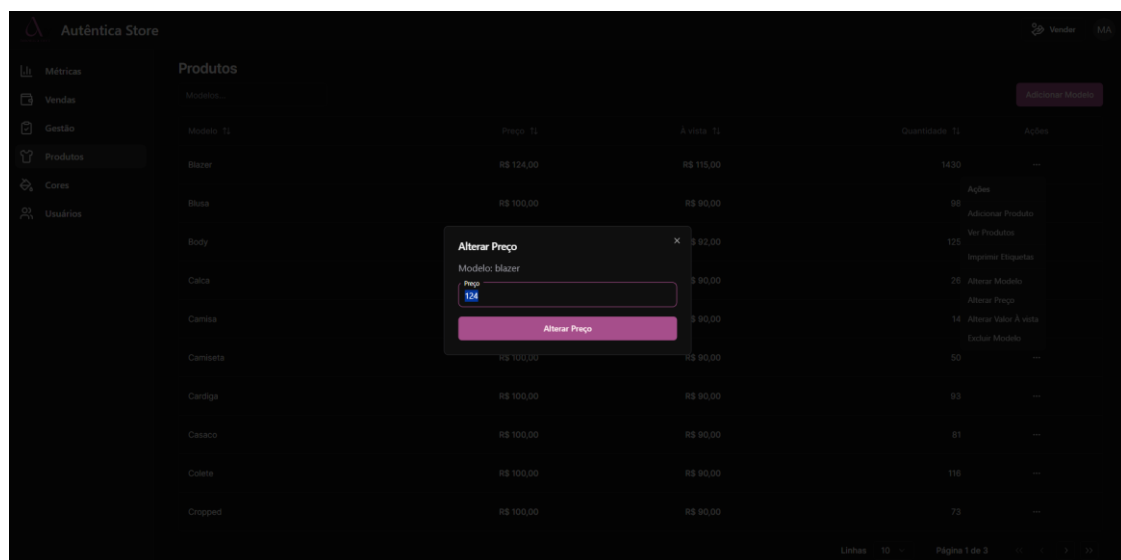 Autêntica Store
Vender MA
Métricas
Vendas
Gestão
Produtos
Cores
Usuários
Produtos
Modelos...
Adicionar Modelo
Modelo Preço À vista Quantidade Ações
Blazer R$ 124,00 R$ 115,00 1430
Blusa R$ 100,00 R$ 90,00 98
Body $ 92,00 125
Calca $ 90,00 26
Camisa $ 90,00 14
Camiseta R$ 100,00 R$ 90,00 50
Cardiga R$ 100,00 R$ 90,00 93
Casaco R$ 100,00 R$ 90,00 81
Colete R$ 100,00 R$ 90,00 116
Cropped R$ 100,00 R$ 90,00 73
Ações
Adicionar Produto
Ver Produtos
Imprimir Etiquetas
Alterar Modelo
Alterar Preço
Alterar Valor À vista
Excluir Modelo
Alterar Preço
Modelo: blazer
Preço
124
Alterar Preço
Linhas 10 Página 1 de 3